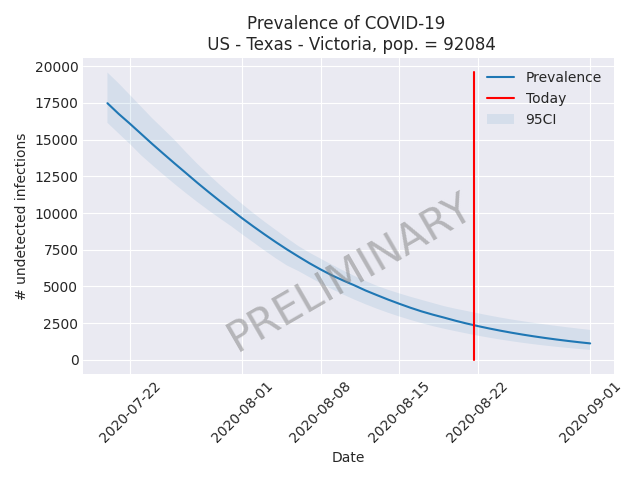 Prevalence of COVID-19
US - Texas - Victoria, pop. = 92084
20000
17500
15000
12500
10000
7500
5000
2500
0
# undetected infections
Prevalence
Today
95CI
PRELIMINARY
2020-07-22
2020-08-01
2020-08-08
2020-08-15
2020-08-22
2020-09-01
Date